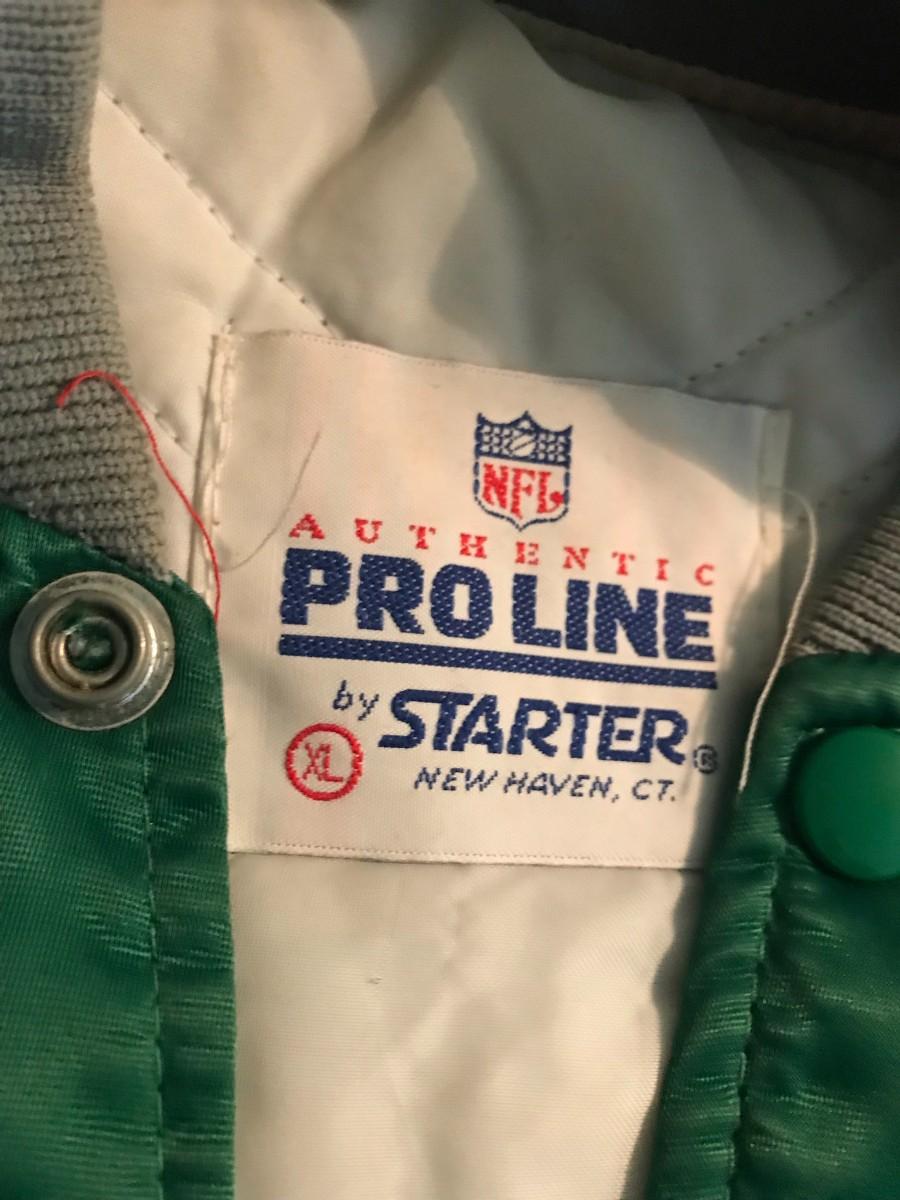 NFL
AUTHENTIC
PRO LINE
by STARTER®
XL
NEW HAVEN, CT.